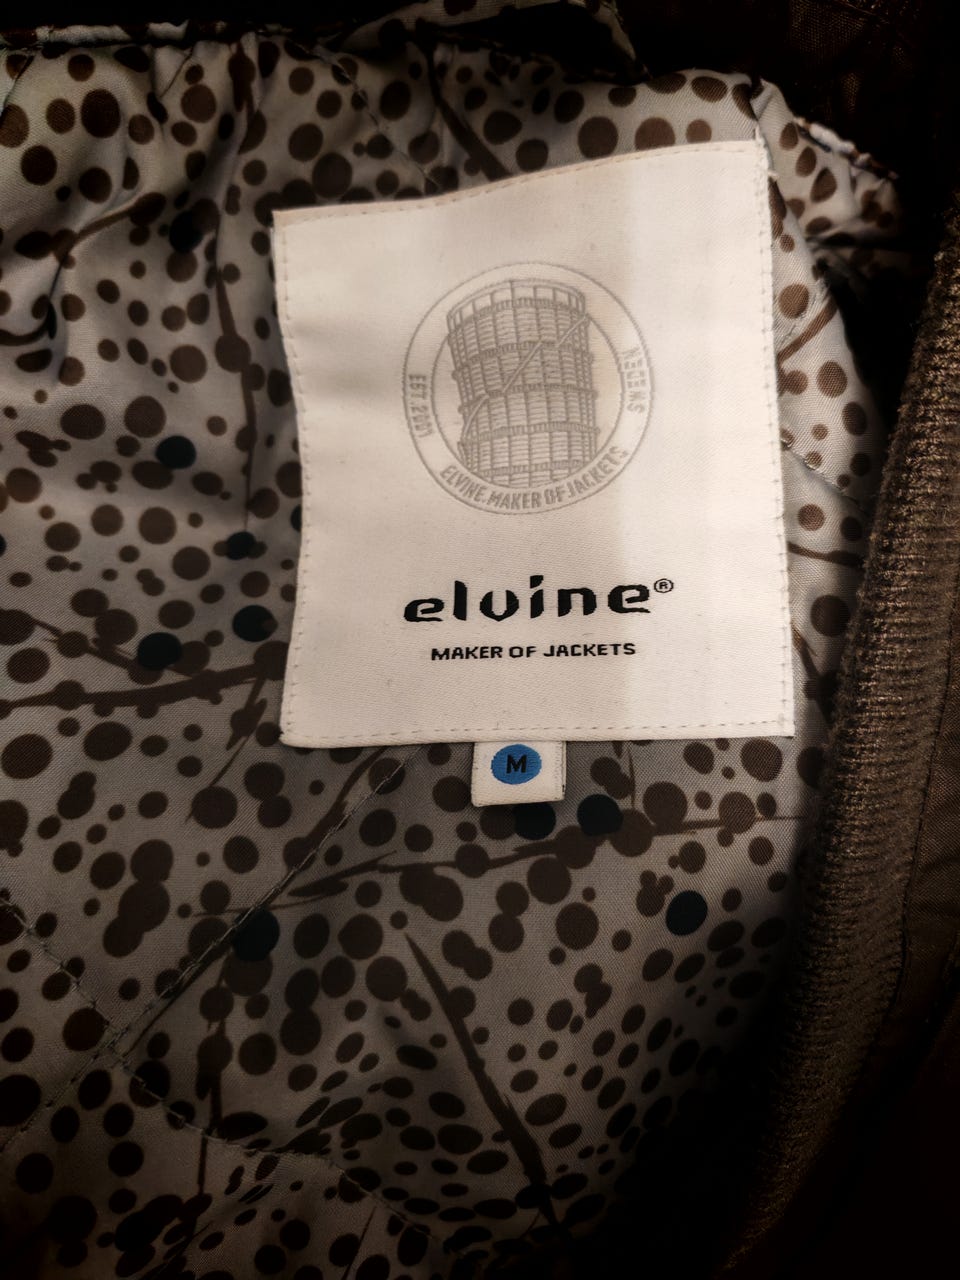 EST 2001
SWEDEN
ELVINE. MAKER OF JACKETS
elvine®
MAKER OF JACKETS
M